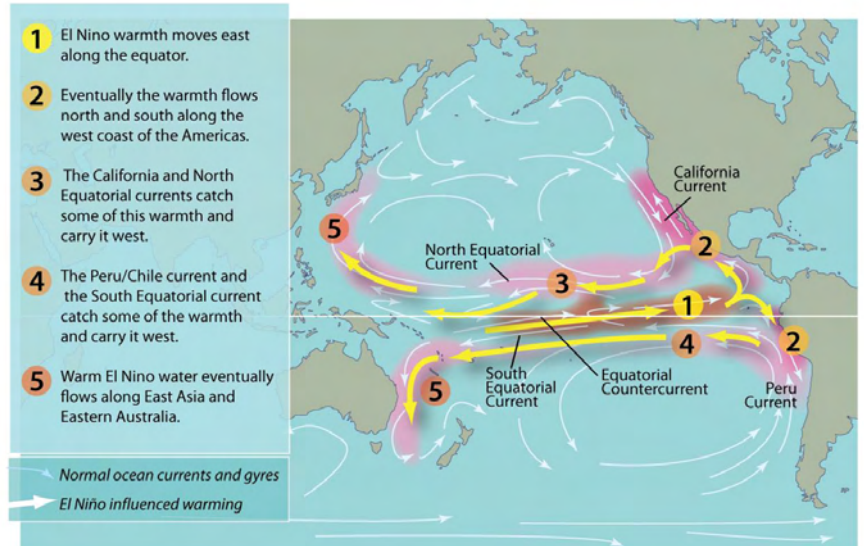 1 El Nino warmth moves east
along the equator.
2 Eventually the warmth flows
north and south along the
west coast of the Americas.
3 The California and North
Equatorial currents catch
some of this warmth and
carry it west.
4 The Peru/Chile current and
the South Equatorial current
catch some of the warmth
and carry it west.
5 Warm El Nino water eventually
flows along East Asia and
Eastern Australia.
Normal ocean currents and gyres
El Niño influenced warming
California
Current
5
2
North Equatorial
Current
3
1
2
4
5
South
Equatorial
Current
Equatorial
Countercurrent
Peru
Current